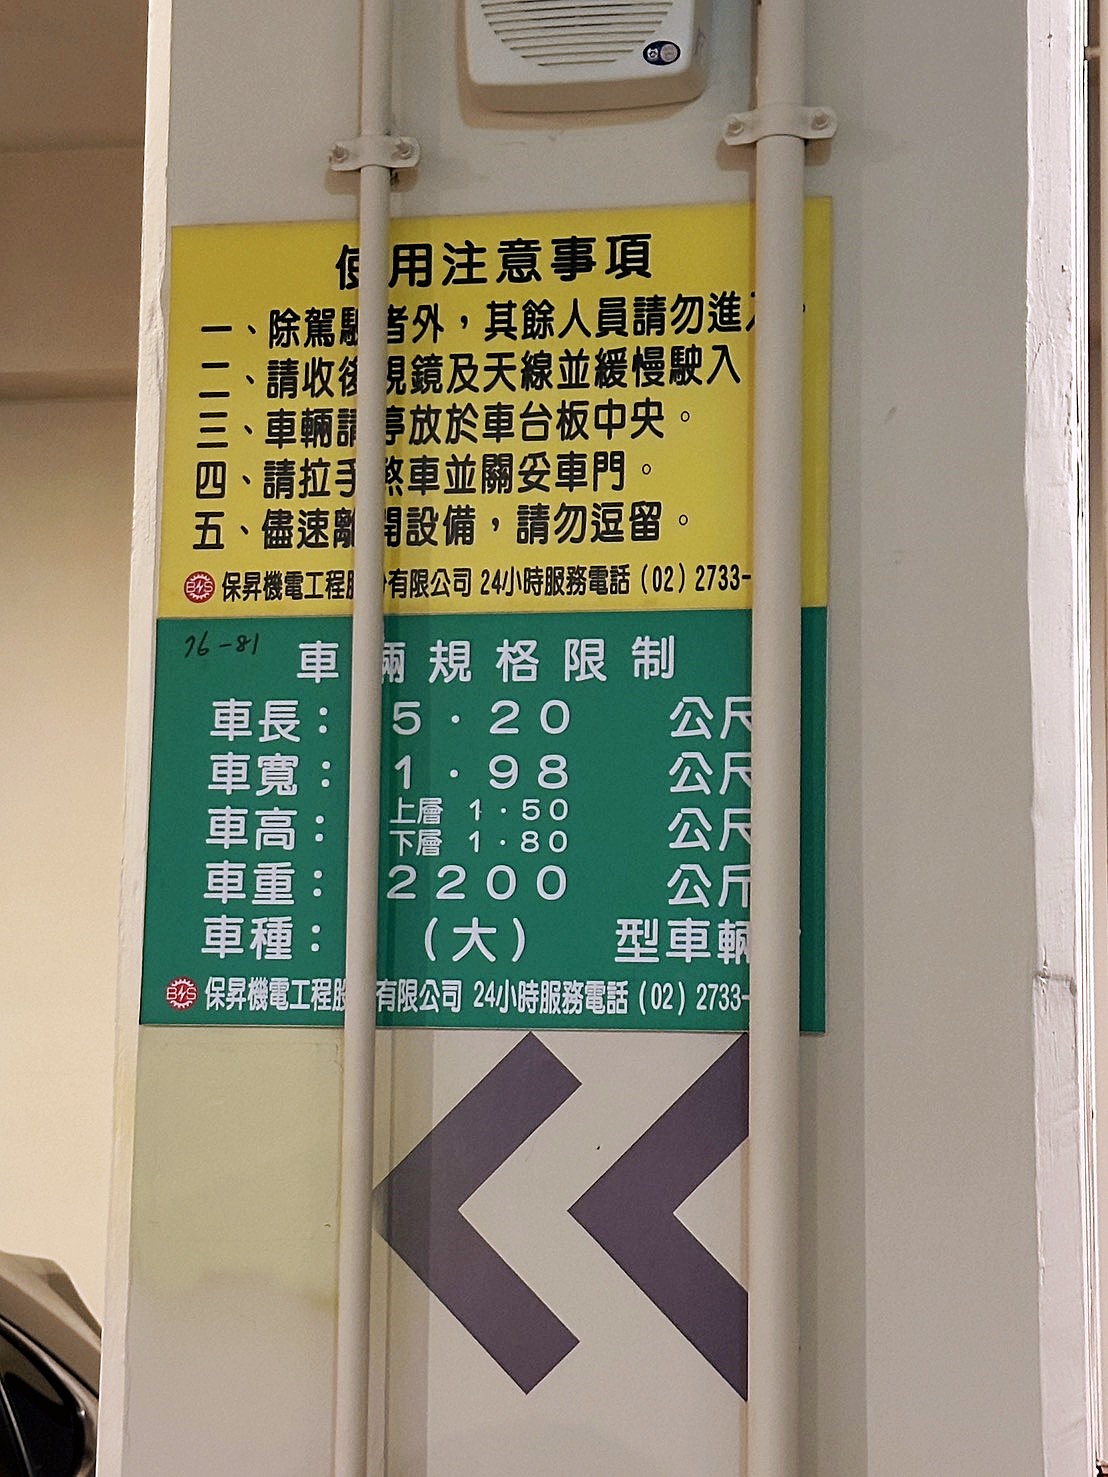 使用注意事項
一、除駕駛者外，其餘人員請勿進入。
二、請收後視鏡及天線並緩慢駛入
三、車輛請停放於車台板中央。
四、請拉手煞車並關妥車門。
五、儘速離開設備，請勿逗留。
保昇機電工程股份有限公司 24小時服務電話（02）2733-
76-81
車輛規格限制
車長： 5．20 公尺
車寬： 1．98 公尺
車高： 上層 1．50 公尺
下層 1．80
車重： 2200 公斤
車種： （大） 型車輛
保昇機電工程股份有限公司 24小時服務電話（02）2733-